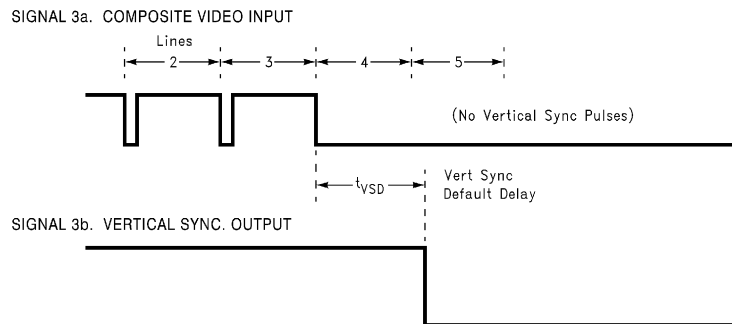 SIGNAL 3a. COMPOSITE VIDEO INPUT
Lines
2 3 4 5
(No Vertical Sync Pulses)
tVSD
Vert Sync
Default Delay
SIGNAL 3b. VERTICAL SYNC. OUTPUT